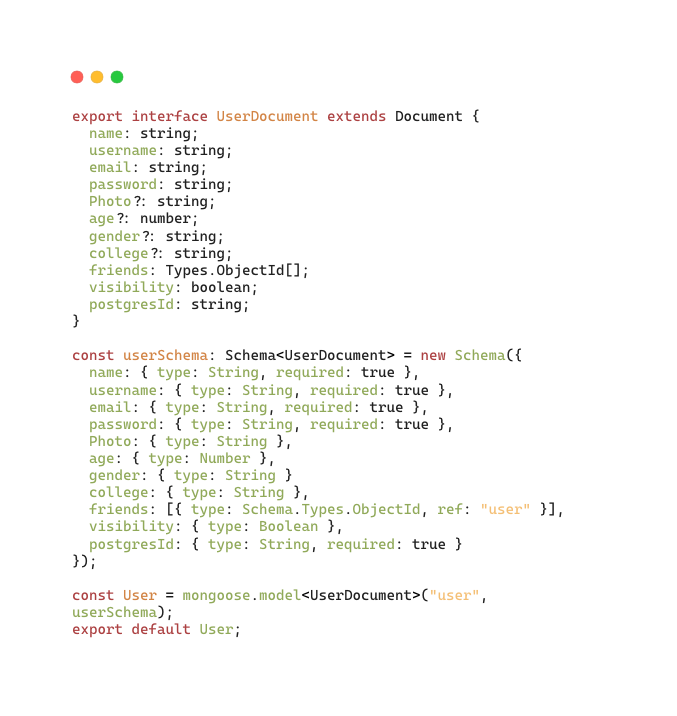 export interface UserDocument extends Document {
  name: string;
  username: string;
  email: string;
  password: string;
  Photo?: string;
  age?: number;
  gender?: string;
  college?: string;
  friends: Types.ObjectId[];
  visibility: boolean;
  postgresId: string;
}

const userSchema: Schema<UserDocument> = new Schema({
  name: { type: String, required: true },
  username: { type: String, required: true },
  email: { type: String, required: true },
  password: { type: String, required: true },
  Photo: { type: String },
  age: { type: Number },
  gender: { type: String }
  college: { type: String },
  friends: [{ type: Schema.Types.ObjectId, ref: "user" }],
  visibility: { type: Boolean },
  postgresId: { type: String, required: true }
});

const User = mongoose.model<UserDocument>("user",
userSchema);
export default User;